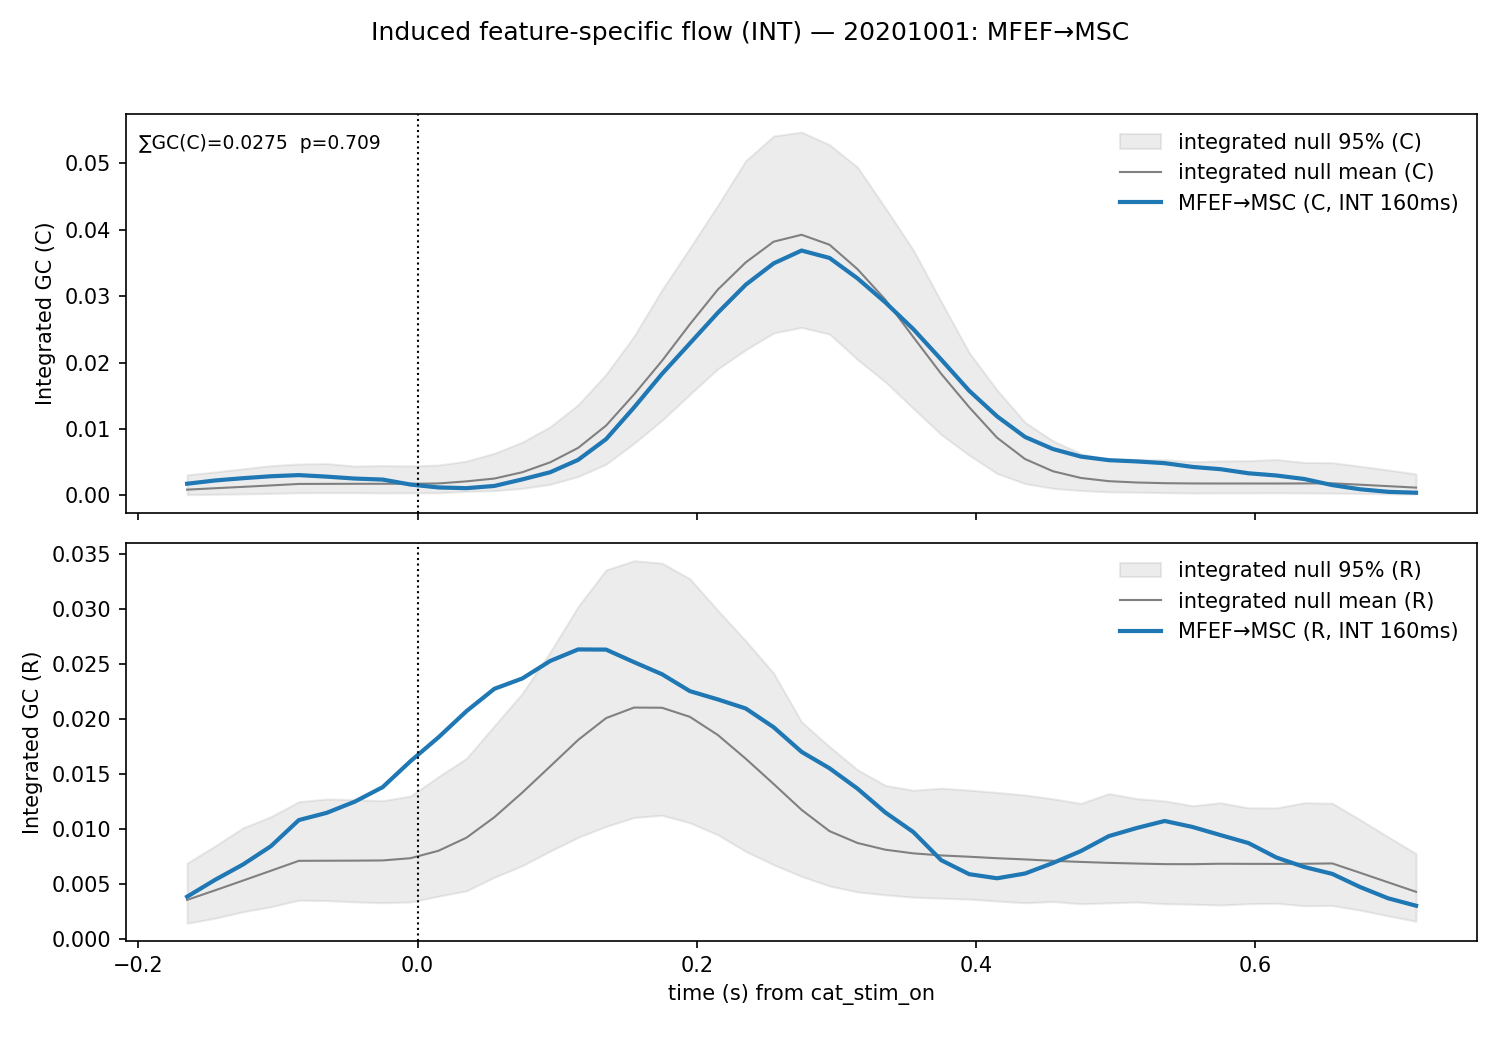 Induced feature-specific flow (INT) — 20201001: MFEF→MSC
∑GC(C)=0.0275  p=0.709
integrated null 95% (C)
integrated null mean (C)
MFEF→MSC (C, INT 160ms)
Integrated GC (C)
0.05
0.04
0.03
0.02
0.01
0.00
integrated null 95% (R)
integrated null mean (R)
MFEF→MSC (R, INT 160ms)
Integrated GC (R)
0.035
0.030
0.025
0.020
0.015
0.010
0.005
0.000
−0.2 0.0 0.2 0.4 0.6
time (s) from cat_stim_on